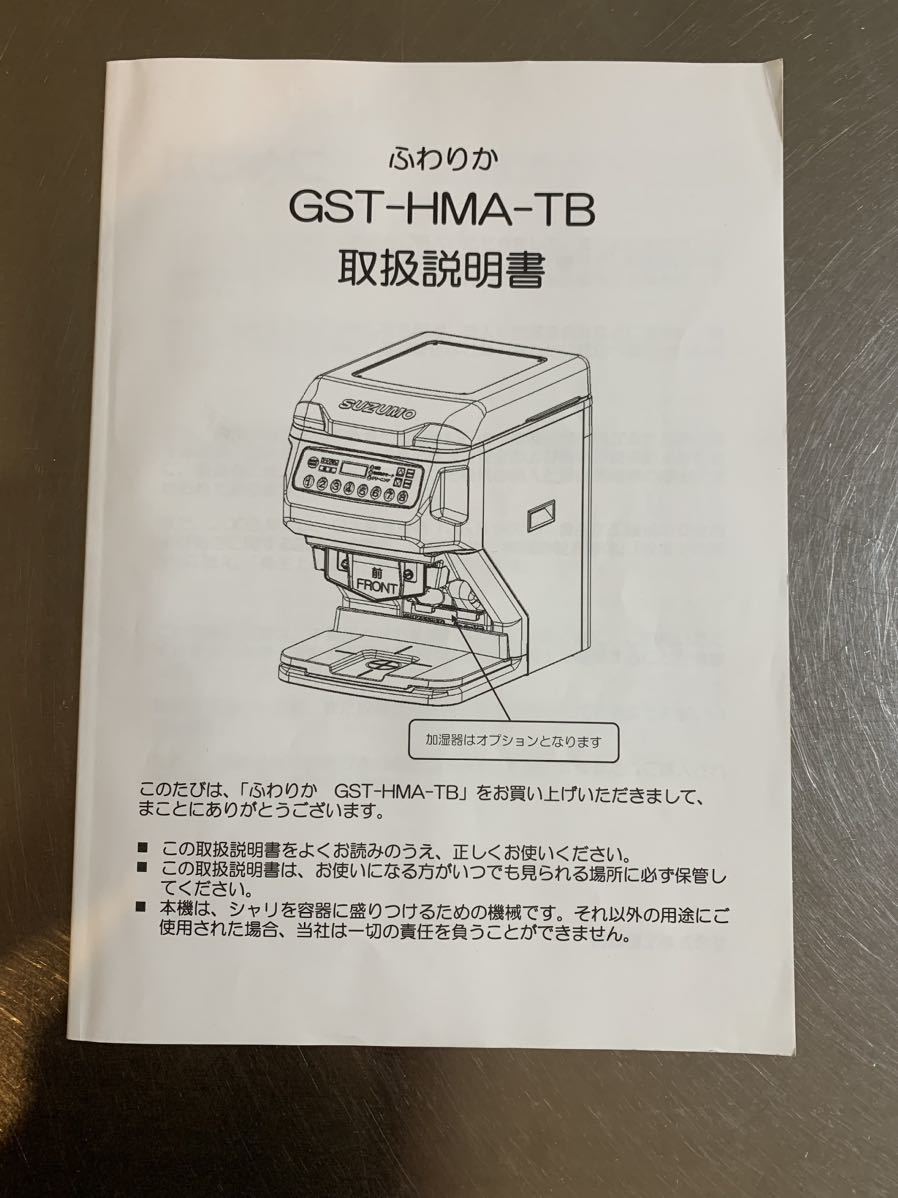 ふわりか
GST-HMA-TB
取扱説明書
SUZUMO
① ② ③ ④ ⑤ ⑥ ⑦ ⑧
前
FRONT
加湿器はオプションとなります
このたびは、「ふわりか　GST-HMA-TB」をお買い上げいただきまして、
まことにありがとうございます。
■ この取扱説明書をよくお読みのうえ、正しくお使いください。
■ この取扱説明書は、お使いになる方がいつでも見られる場所に必ず保管し
てください。
■ 本機は、シャリを容器に盛りつけるための機械です。それ以外の用途にご
使用された場合、当社は一切の責任を負うことができません。